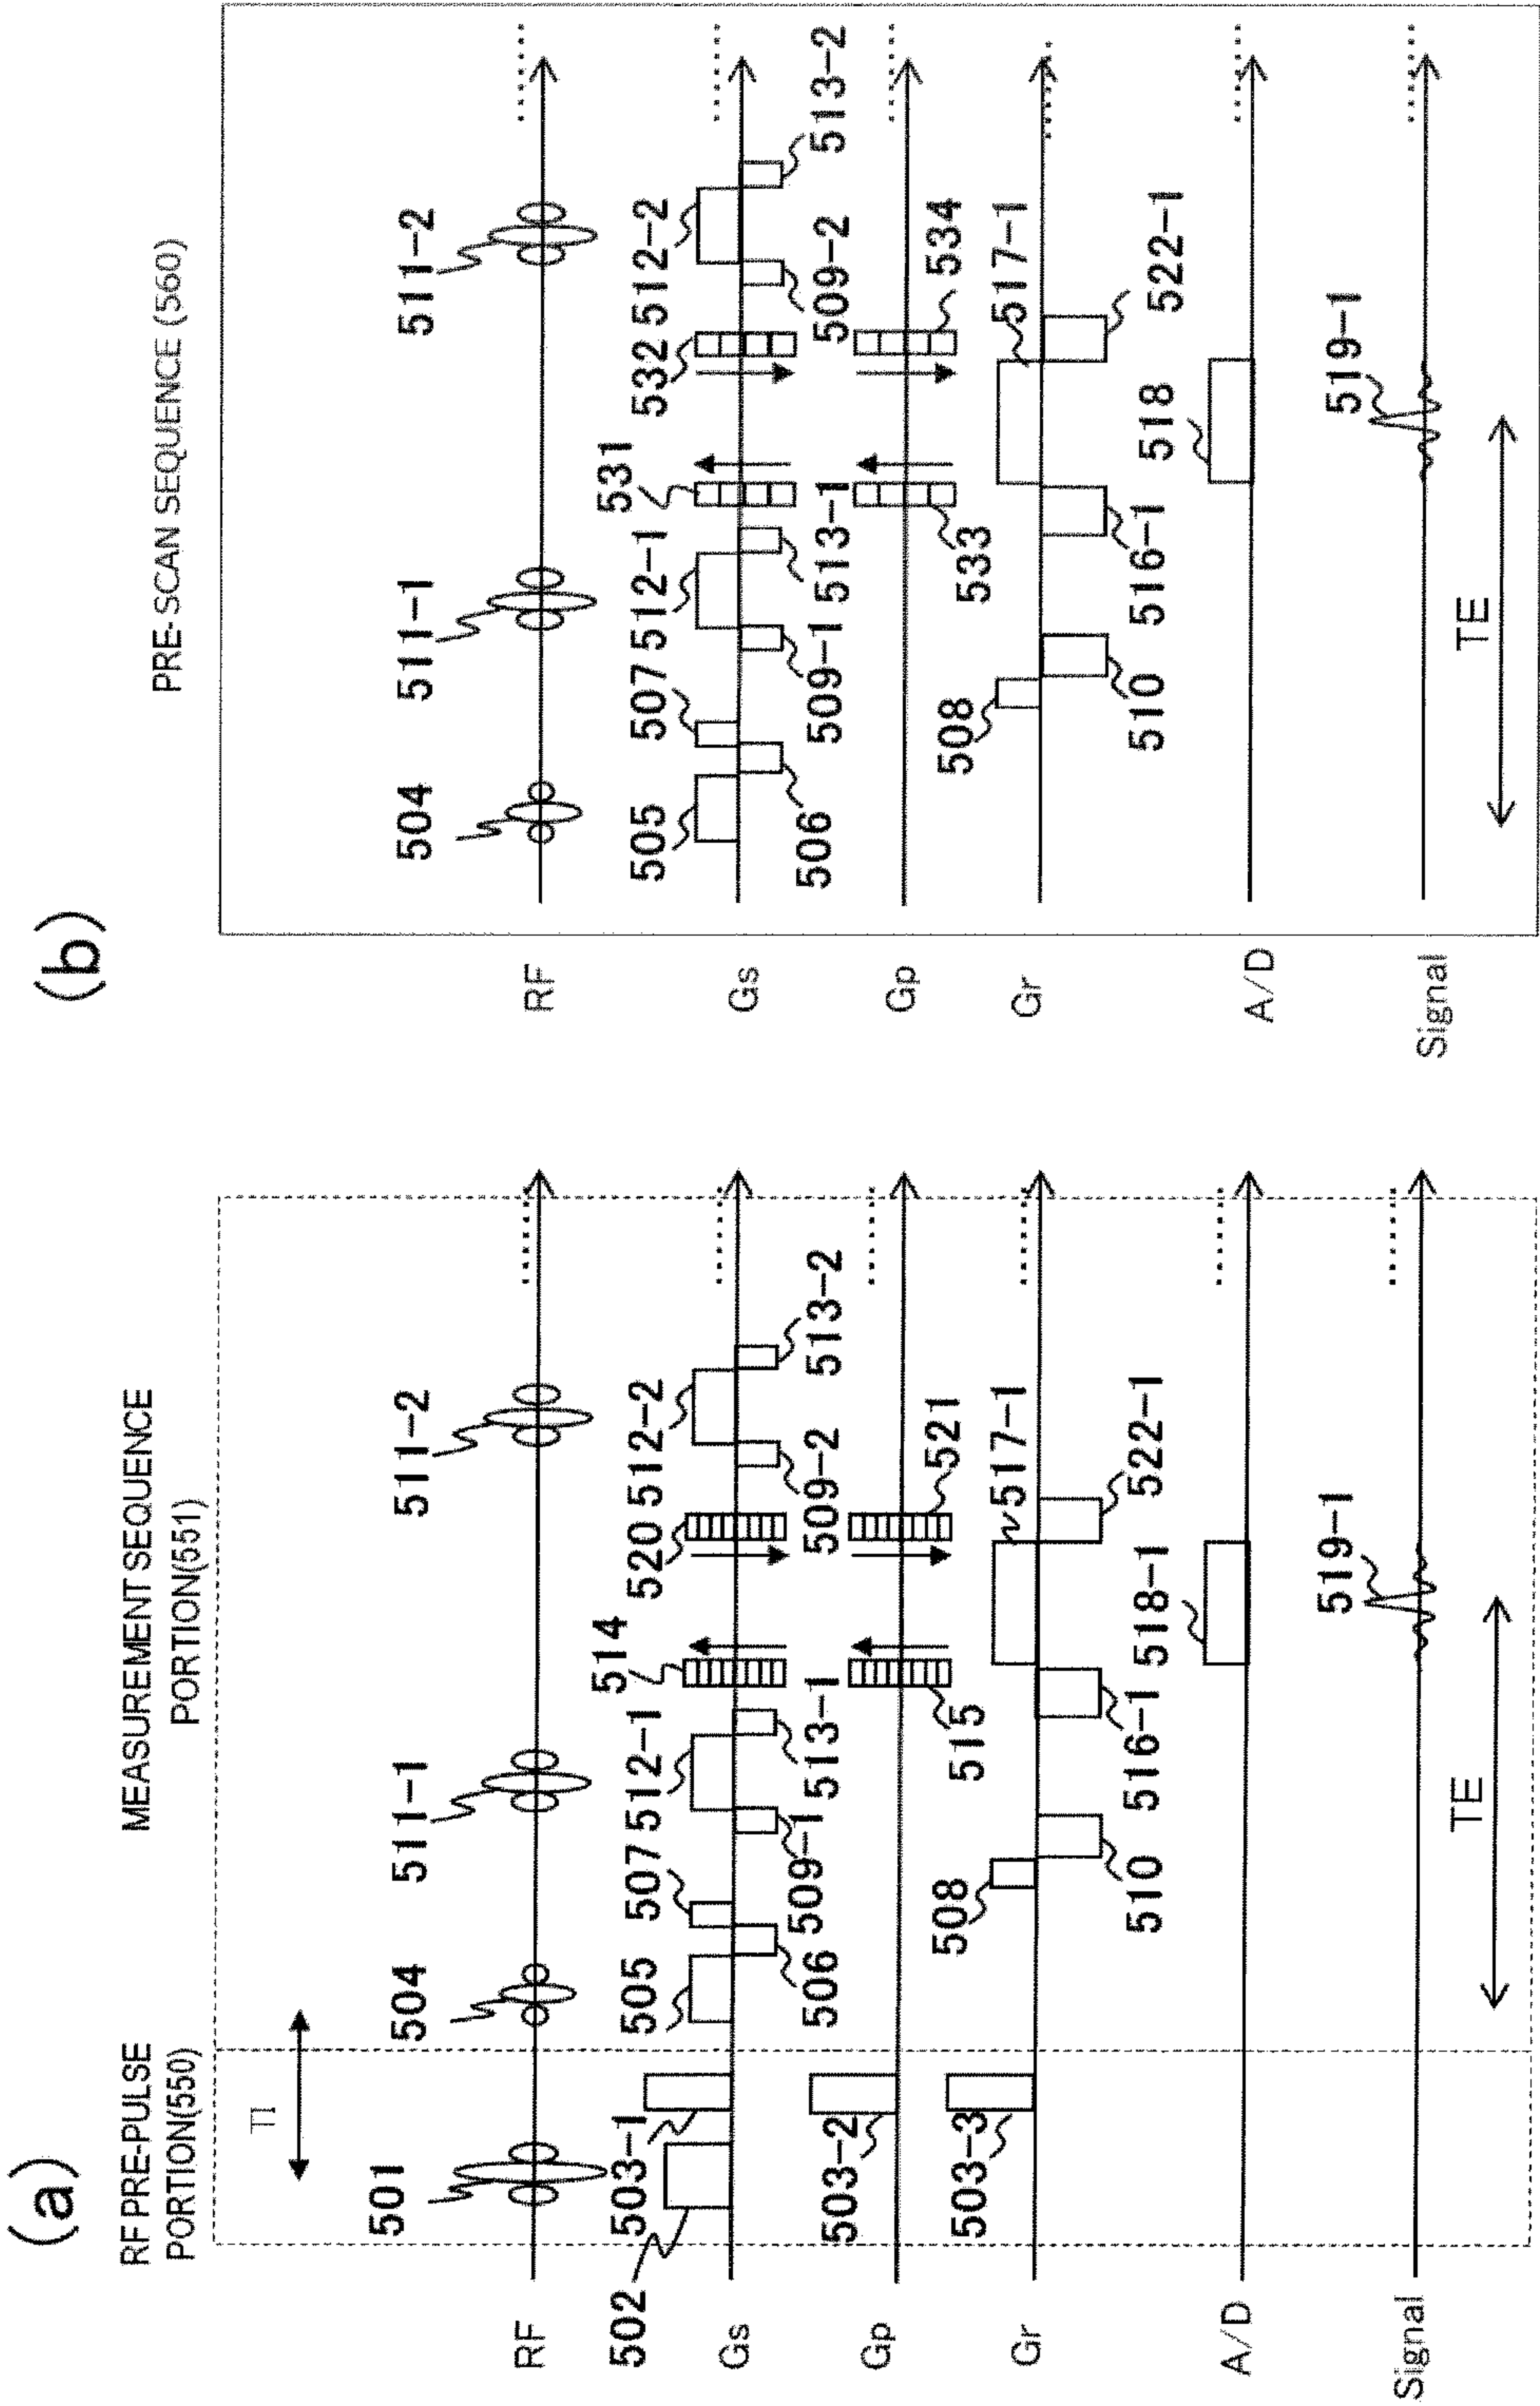 (a)
RF PRE-PULSE
PORTION(550)
MEASUREMENT SEQUENCE
PORTION(551)
TI
RF
501
504
511-1
511-2
Gs
502
503-1
505
506
507
509-1
512-1
513-1
514
520
509-2
512-2
513-2
Gp
503-2
515
521
Gr
503-3
508
510
516-1
517-1
522-1
A/D
518-1
Signal
519-1
TE
(b)
PRE-SCAN SEQUENCE (560)
RF
504
511-1
511-2
Gs
505
506
507
509-1
512-1
513-1
531
532
509-2
512-2
513-2
Gp
533
534
Gr
508
510
516-1
517-1
522-1
A/D
518
Signal
519-1
TE